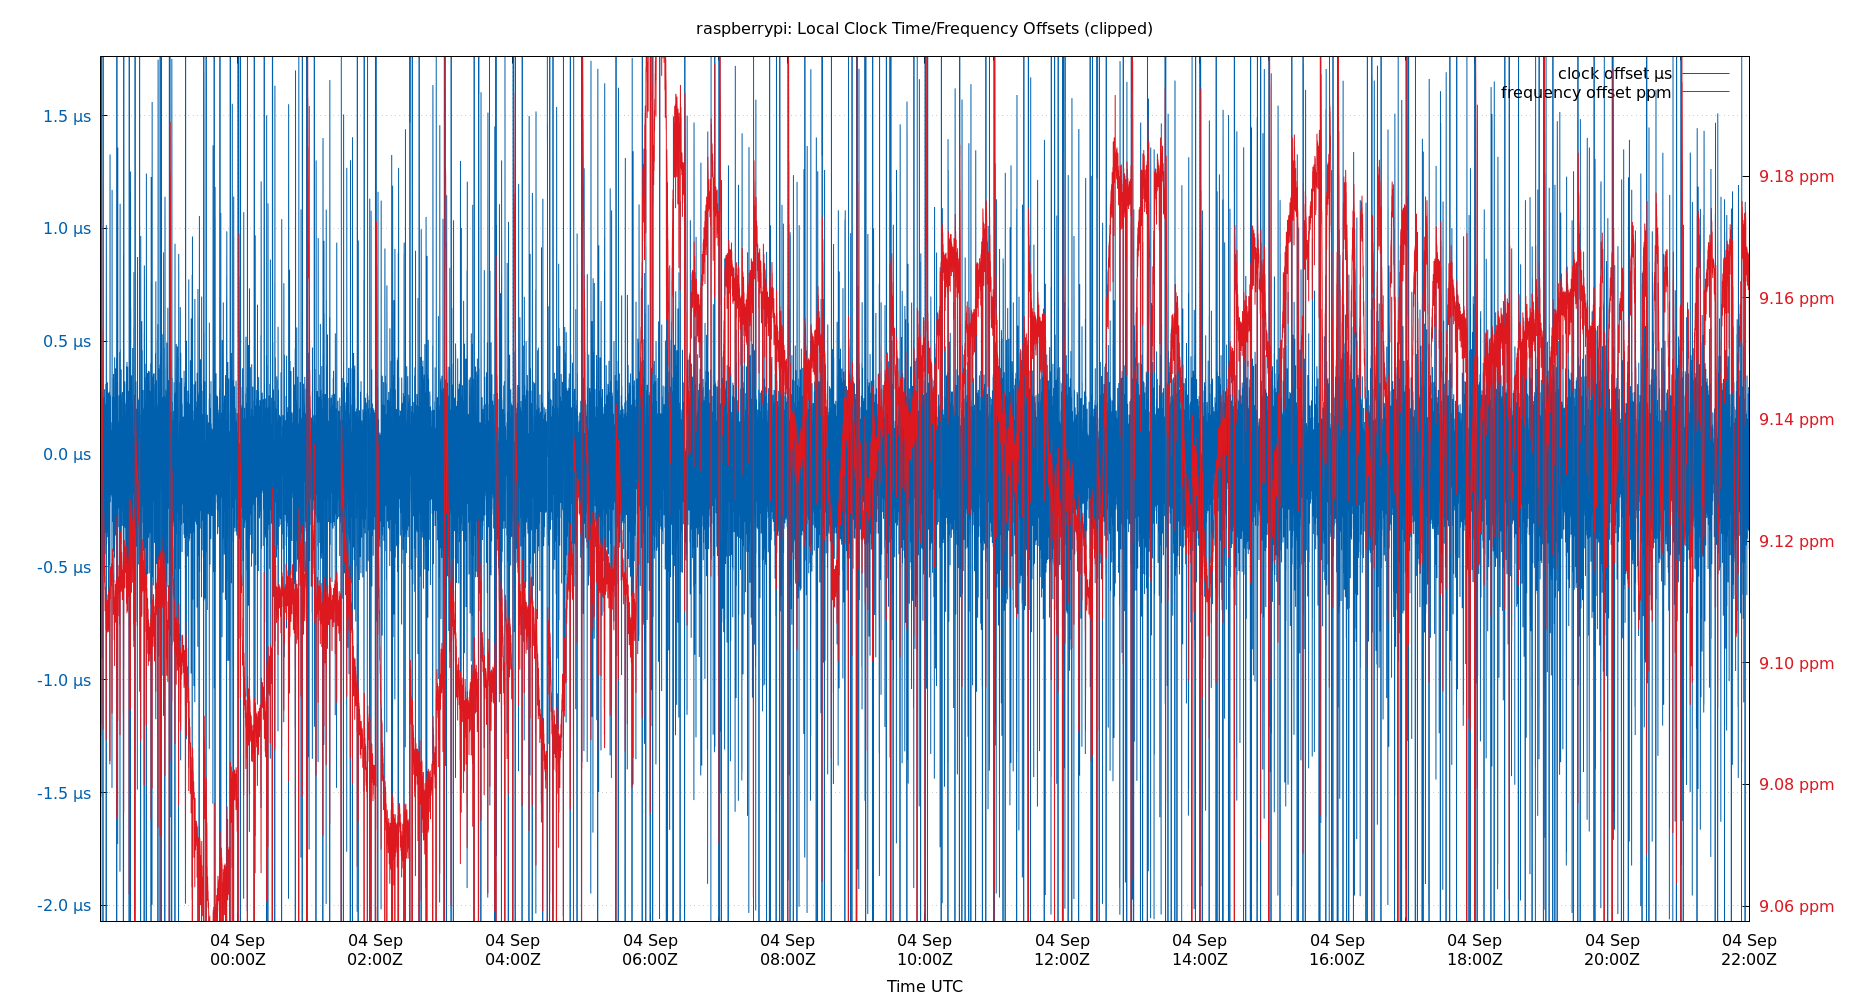 raspberrypi: Local Clock Time/Frequency Offsets (clipped)
clock offset µs
frequency offset ppm
1.5 µs
1.0 µs
0.5 µs
0.0 µs
-0.5 µs
-1.0 µs
-1.5 µs
-2.0 µs
9.18 ppm
9.16 ppm
9.14 ppm
9.12 ppm
9.10 ppm
9.08 ppm
9.06 ppm
04 Sep 04 Sep 04 Sep 04 Sep 04 Sep 04 Sep 04 Sep 04 Sep 04 Sep 04 Sep 04 Sep 04 Sep
00:00Z 02:00Z 04:00Z 06:00Z 08:00Z 10:00Z 12:00Z 14:00Z 16:00Z 18:00Z 20:00Z 22:00Z
Time UTC